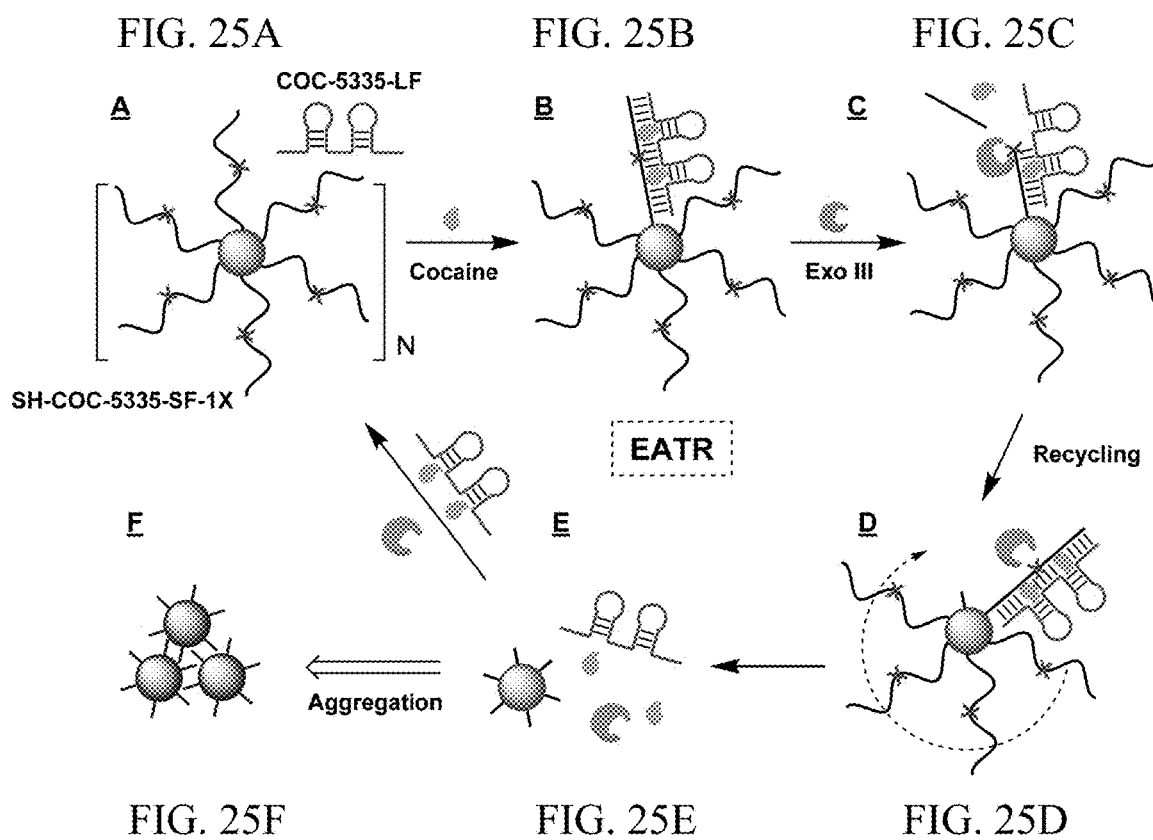 FIG. 25A
FIG. 25B
FIG. 25C
COC-5335-LF
A
B
C
Cocaine
Exo III
N
SH-COC-5335-SF-1X
EATR
Recycling
F
E
D
Aggregation
FIG. 25F
FIG. 25E
FIG. 25D